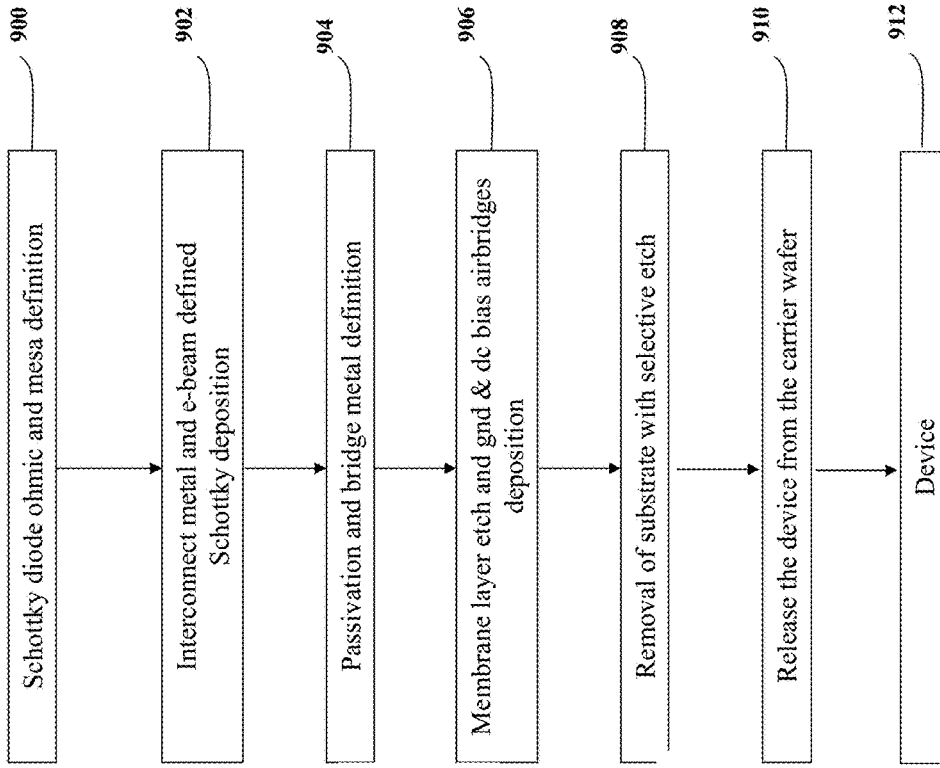 Schottky diode ohmic and mesa definition
900
Interconnect metal and e-beam defined
Schottky deposition
902
Passivation and bridge metal definition
904
Membrane layer etch and gnd & dc bias airbridges
deposition
906
Removal of substrate with selective etch
908
Release the device from the carrier wafer
910
Device
912